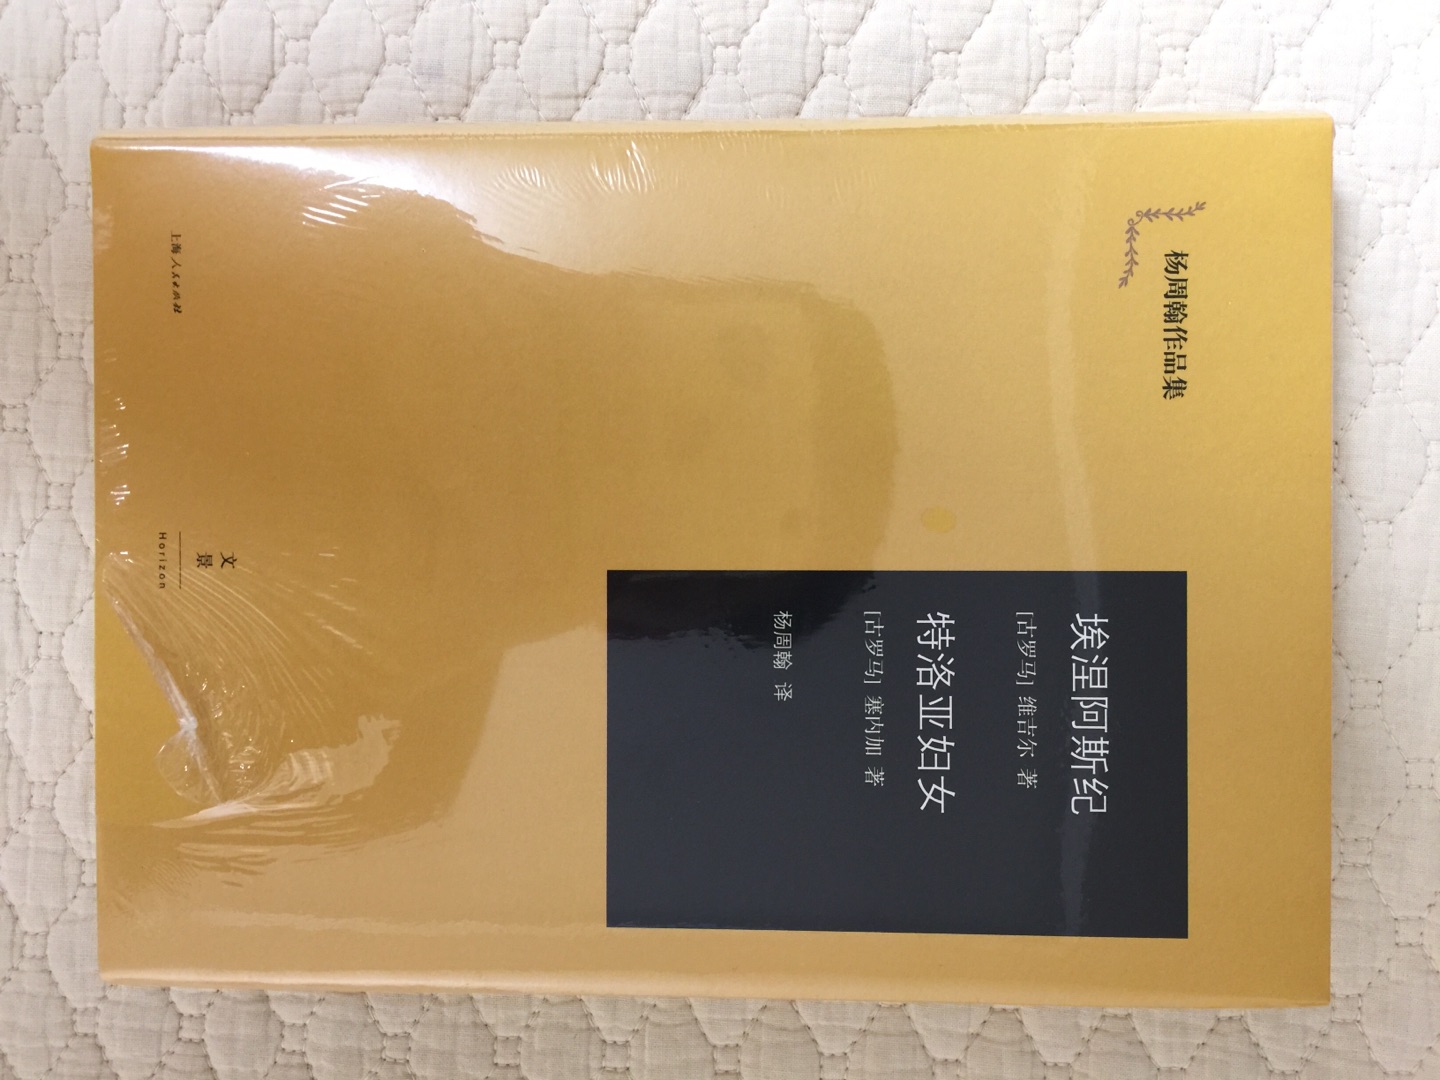 杨周翰作品集
埃涅阿斯纪
[古罗马] 维吉尔 著
特洛亚妇女
[古罗马] 塞内加 著
杨周翰 译
文景
Horizon
上海人民出版社